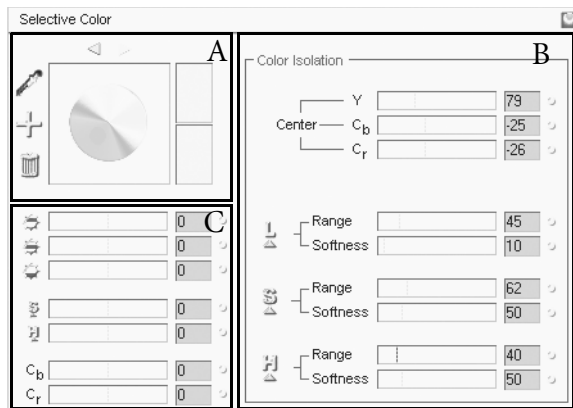 Selective Color
A
B
Color Isolation
Y 79
Center Cb -25
Cr -26
L Range 45
Softness 10
S Range 62
Softness 50
H Range 40
Softness 50
C
0
0
0
S 0
H 0
Cb 0
Cr 0